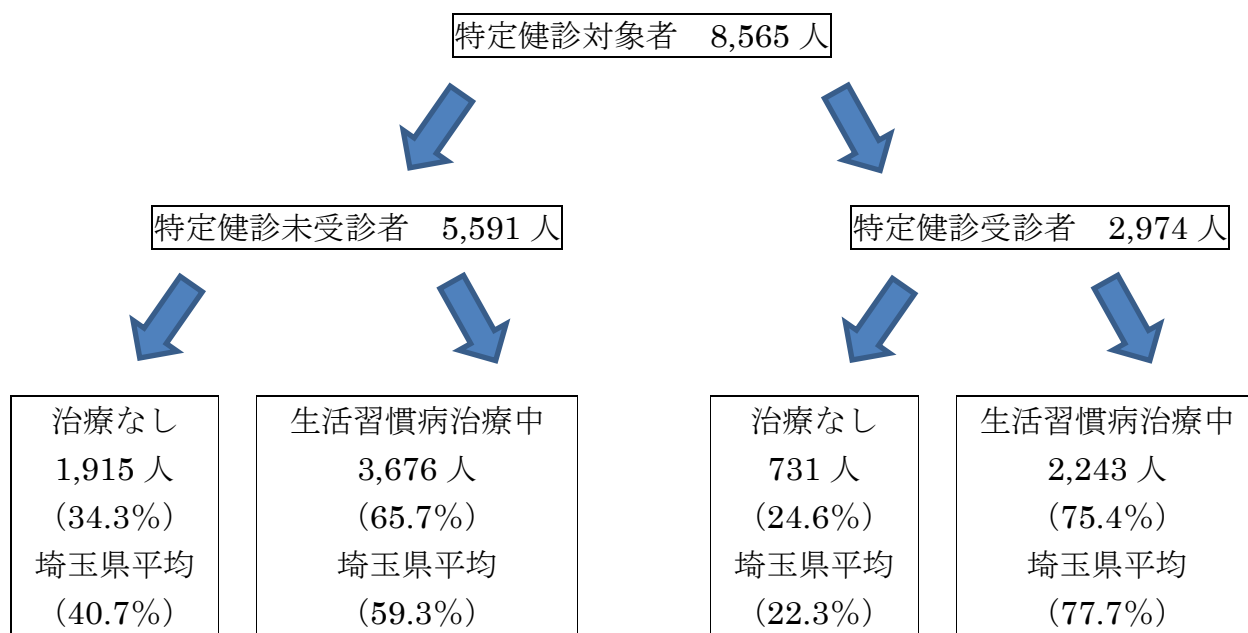 特定健診対象者　8,565 人
特定健診未受診者　5,591 人
特定健診受診者　2,974 人
治療なし
1,915 人
（34.3%）
埼玉県平均
（40.7%）
生活習慣病治療中
3,676 人
（65.7%）
埼玉県平均
（59.3%）
治療なし
731 人
（24.6%）
埼玉県平均
（22.3%）
生活習慣病治療中
2,243 人
（75.4%）
埼玉県平均
（77.7%）